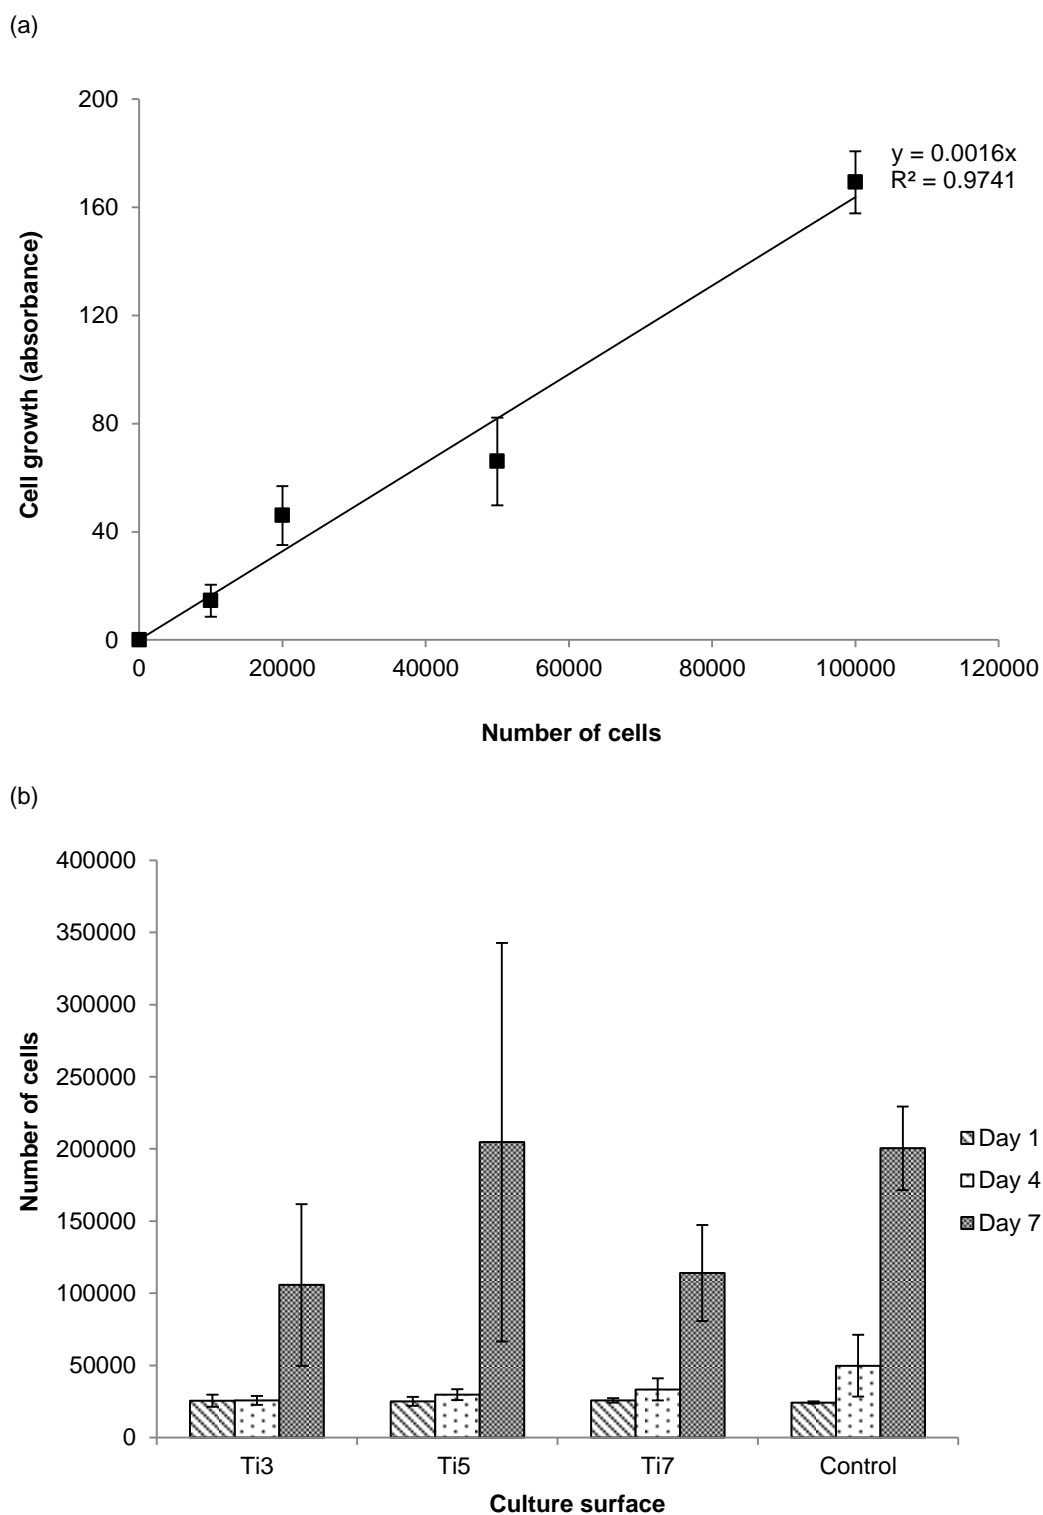 (a)
200
160
120
80
40
0
y = 0.0016x
R² = 0.9741
Cell growth (absorbance)
0 20000 40000 60000 80000 100000 120000
Number of cells
(b)
400000
350000
300000
250000
200000
150000
100000
50000
0
Number of cells
Day 1
Day 4
Day 7
Ti3 Ti5 Ti7 Control
Culture surface